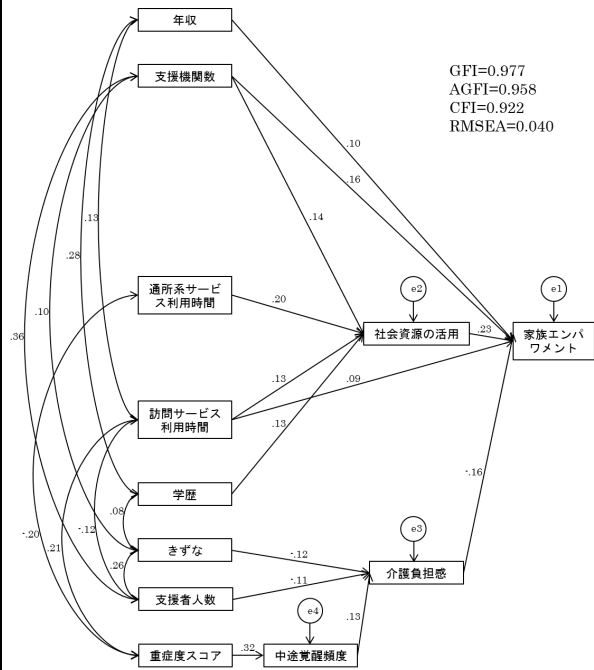 年収
支援機関数
GFI=0.977
AGFI=0.958
CFI=0.922
RMSEA=0.040
.10
.16
.13
.14
.28
通所系サービ
ス利用時間
e2
e1
.20
.10
社会資源の活用
.23
家族エンパ
ワメント
.36
.13
.09
訪問サービス
利用時間
.13
-.16
学歴
.08
-.12
-.20
.21
e3
きずな
-.12
.26
介護負担感
-.11
支援者人数
e4
.13
重症度スコア
.32
中途覚醒頻度